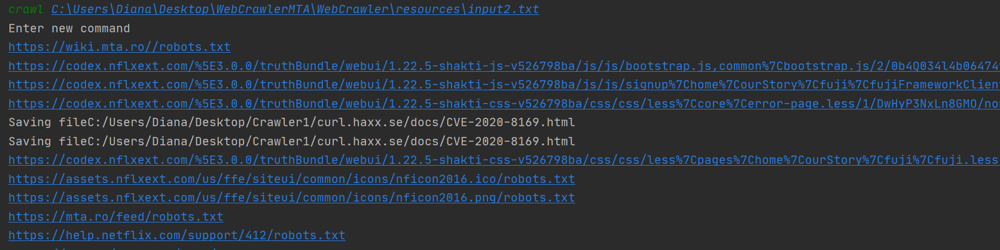 crawl C:\Users\Diana\Desktop\WebCrawlerMTA\WebCrawler\resources\input2.txt
Enter new command
https://wiki.mta.ro//robots.txt
https://codex.nflxext.com/%5E3.0.0/truthBundle/webui/1.22.5-shakti-js-v526798ba/js/js/bootstrap.js,common%7Cbootstrap.js/2/0b4Q034l4b06474
https://codex.nflxext.com/%5E3.0.0/truthBundle/webui/1.22.5-shakti-js-v526798ba/js/js/signup%7Chome%7CourStory%7Cfuji%7CfujiFrameworkClien
https://codex.nflxext.com/%5E3.0.0/truthBundle/webui/1.22.5-shakti-css-v526798ba/css/css/less%7Ccore%7Cerror-page.less/1/DwHyP3NxLn8GMO/no
Saving fileC:/Users/Diana/Desktop/Crawler1/curl.haxx.se/docs/CVE-2020-8169.html
Saving fileC:/Users/Diana/Desktop/Crawler1/curl.haxx.se/docs/CVE-2020-8169.html
https://codex.nflxext.com/%5E3.0.0/truthBundle/webui/1.22.5-shakti-css-v526798ba/css/css/less%7Cpages%7Chome%7CourStory%7Cfuji%7Cfuji.less
https://assets.nflxext.com/us/ffe/siteui/common/icons/nficon2016.ico/robots.txt
https://assets.nflxext.com/us/ffe/siteui/common/icons/nficon2016.png/robots.txt
https://mta.ro/feed/robots.txt
https://help.netflix.com/support/412/robots.txt